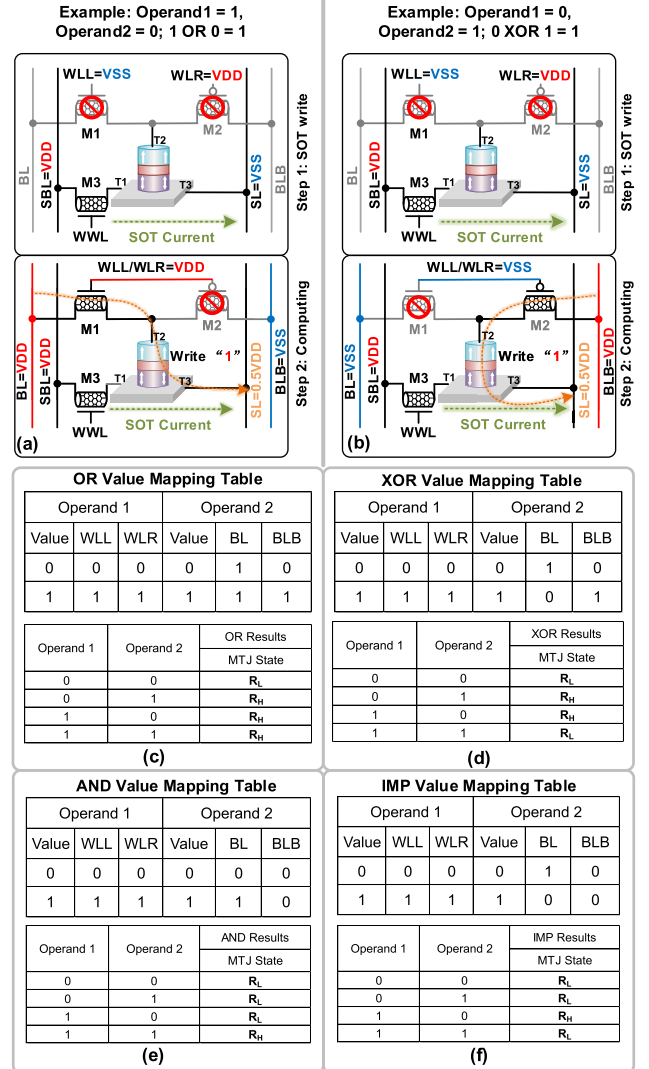 Example: Operand1 = 1,
Operand2 = 0; 1 OR 0 = 1
WLL=VSS
WLR=VDD
M1
M2
T2
BL
SBL=VDD
M3
T1
T3
SL=VSS
BLB
WWL
SOT Current
Step 1: SOT write
WLL/WLR=VDD
M1
M2
T2
Write “1”
BL=VDD
SBL=VDD
M3
T1
SL=0.5VDD
BLB=VSS
WWL
SOT Current
Step 2: Computing
(a)
Example: Operand1 = 0,
Operand2 = 1; 0 XOR 1 = 1
WLL=VSS
WLR=VDD
M1
M2
T2
BL
SBL=VDD
M3
T1
T3
SL=VSS
BLB
WWL
SOT Current
Step 1: SOT write
WLL/WLR=VSS
M1
M2
T2
Write “1”
BL=VSS
SBL=VDD
M3
T1
SL=0.5VDD
BLB=VDD
WWL
SOT Current
Step 2: Computing
(b)
OR Value Mapping Table
Operand 1 Operand 2
Value WLL WLR Value BL BLB
0 0 0 0 1 0
1 1 1 1 1 1
Operand 1 Operand 2 OR Results
MTJ State
0 0 RL
0 1 RH
1 0 RH
1 1 RH
(c)
XOR Value Mapping Table
Operand 1 Operand 2
Value WLL WLR Value BL BLB
0 0 0 0 1 0
1 1 1 1 0 1
Operand 1 Operand 2 XOR Results
MTJ State
0 0 RL
0 1 RH
1 0 RH
1 1 RL
(d)
AND Value Mapping Table
Operand 1 Operand 2
Value WLL WLR Value BL BLB
0 0 0 0 0 0
1 1 1 1 1 0
Operand 1 Operand 2 AND Results
MTJ State
0 0 RL
0 1 RL
1 0 RL
1 1 RH
(e)
IMP Value Mapping Table
Operand 1 Operand 2
Value WLL WLR Value BL BLB
0 0 0 0 1 0
1 1 1 1 0 0
Operand 1 Operand 2 IMP Results
MTJ State
0 0 RL
0 1 RL
1 0 RH
1 1 RL
(f)